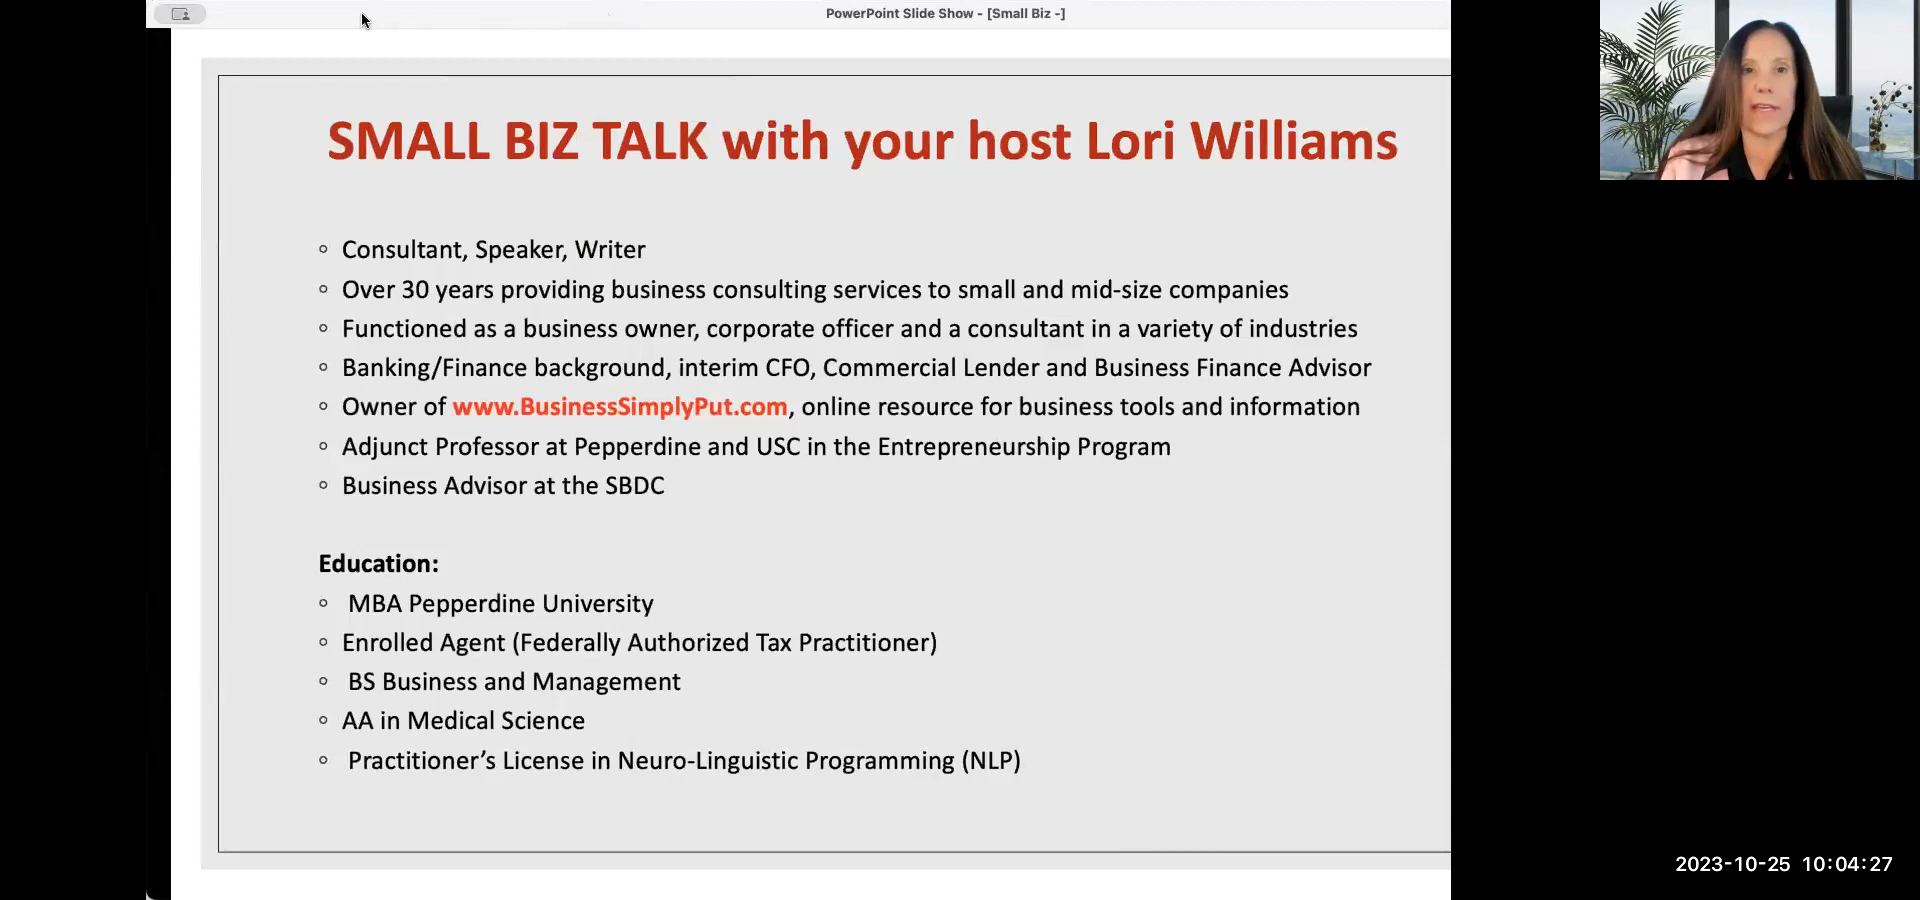 PowerPoint Slide Show - [Small Biz -]
SMALL BIZ TALK with your host Lori Williams
Consultant, Speaker, Writer
Over 30 years providing business consulting services to small and mid-size companies
Functioned as a business owner, corporate officer and a consultant in a variety of industries
Banking/Finance background, interim CFO, Commercial Lender and Business Finance Advisor
Owner of www.BusinessSimplyPut.com, online resource for business tools and information
Adjunct Professor at Pepperdine and USC in the Entrepreneurship Program
Business Advisor at the SBDC
Education:
MBA Pepperdine University
Enrolled Agent (Federally Authorized Tax Practitioner)
BS Business and Management
AA in Medical Science
Practitioner’s License in Neuro-Linguistic Programming (NLP)
2023-10-25 10:04:27